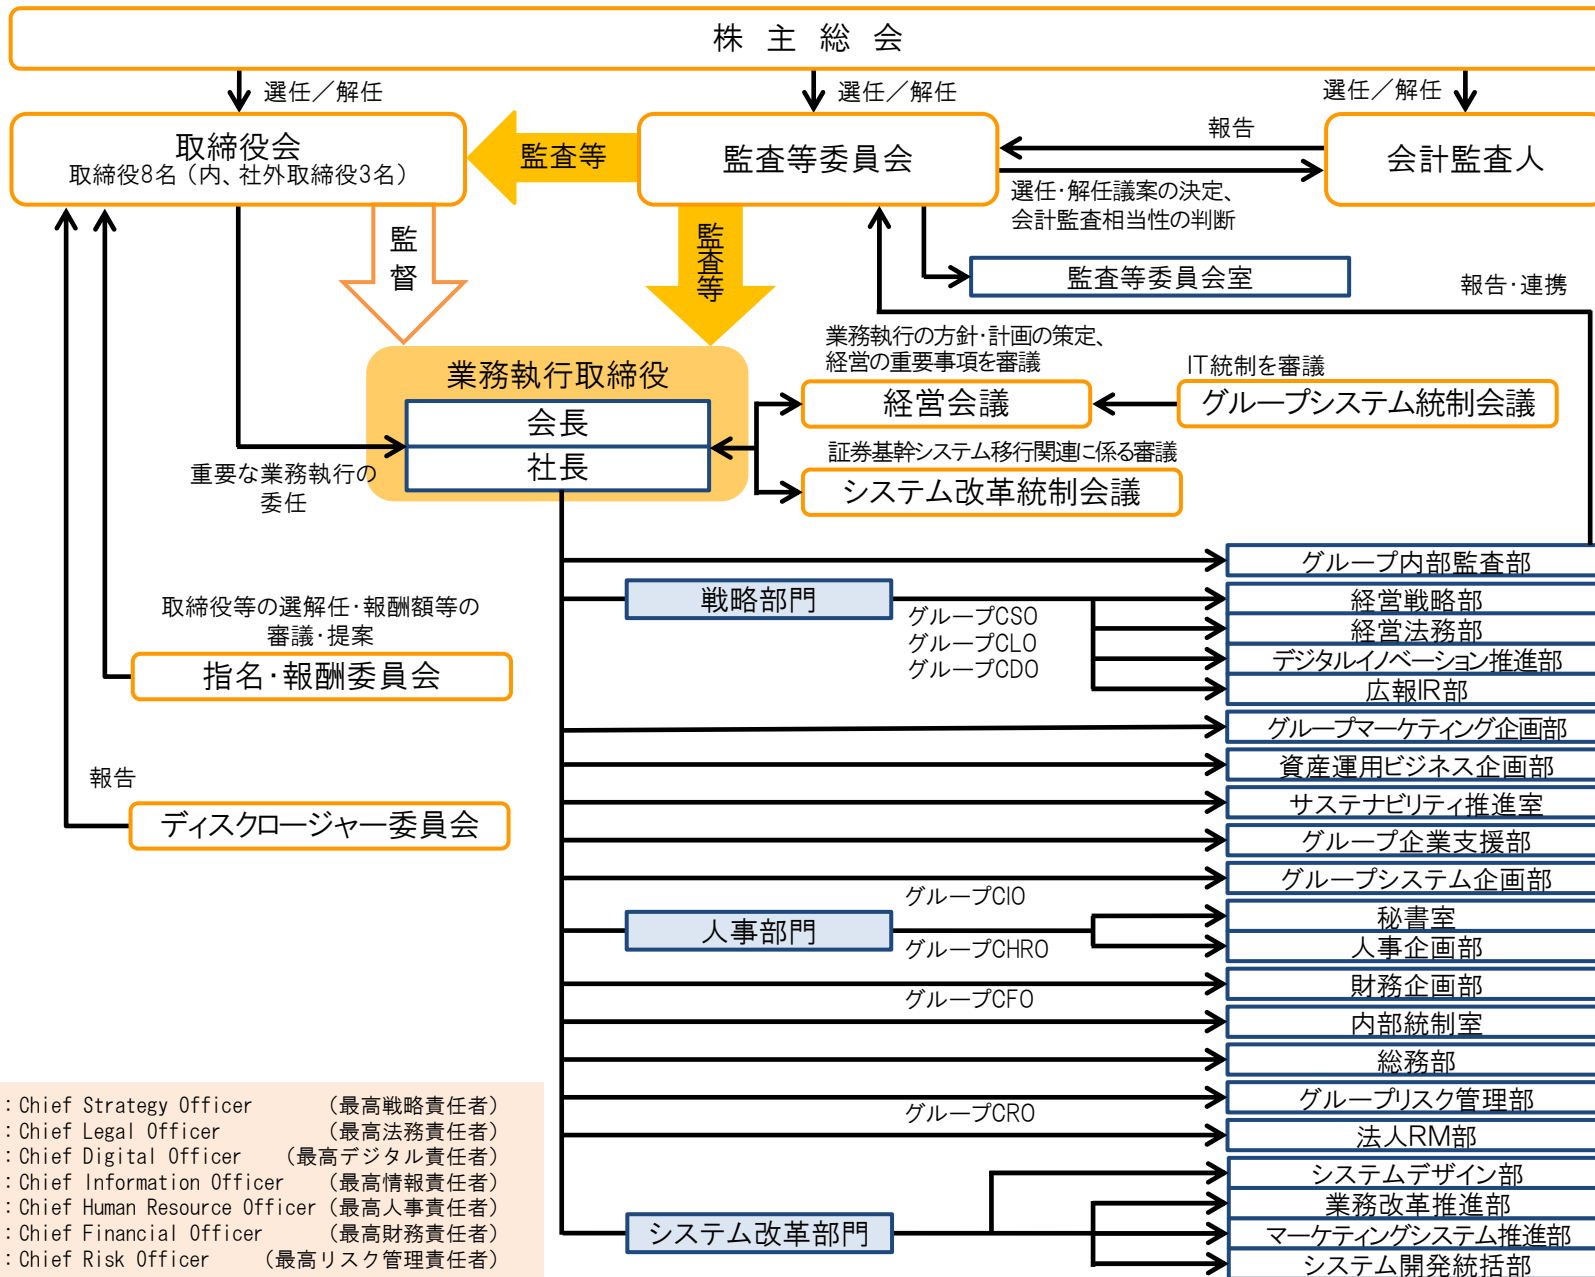 株主総会
選任／解任
選任／解任
選任／解任
取締役会
取締役8名（内、社外取締役3名）
監査等
監査等委員会
報告
会計監査人
選任・解任議案の決定、
会計監査相当性の判断
監督
監査等
監査等委員会室
報告・連携
業務執行取締役
会長
社長
重要な業務執行の
委任
業務執行の方針・計画の策定、
経営の重要事項を審議
経営会議
IT統制を審議
グループシステム統制会議
証券基幹システム移行関連に係る審議
システム改革統制会議
取締役等の選解任・報酬額等の
審議・提案
指名・報酬委員会
報告
ディスクロージャー委員会
グループ内部監査部
戦略部門
グループCSO
グループCLO
グループCDO
経営戦略部
経営法務部
デジタルイノベーション推進部
広報IR部
グループマーケティング企画部
資産運用ビジネス企画部
サステナビリティ推進室
グループ企業支援部
グループシステム企画部
グループCIO
人事部門
グループCHRO
秘書室
人事企画部
財務企画部
グループCFO
内部統制室
総務部
グループリスク管理部
グループCRO
法人RM部
システム改革部門
システムデザイン部
業務改革推進部
マーケティングシステム推進部
システム開発統括部
：Chief Strategy Officer （最高戦略責任者）
：Chief Legal Officer （最高法務責任者）
：Chief Digital Officer （最高デジタル責任者）
：Chief Information Officer （最高情報責任者）
：Chief Human Resource Officer （最高人事責任者）
：Chief Financial Officer （最高財務責任者）
：Chief Risk Officer （最高リスク管理責任者）